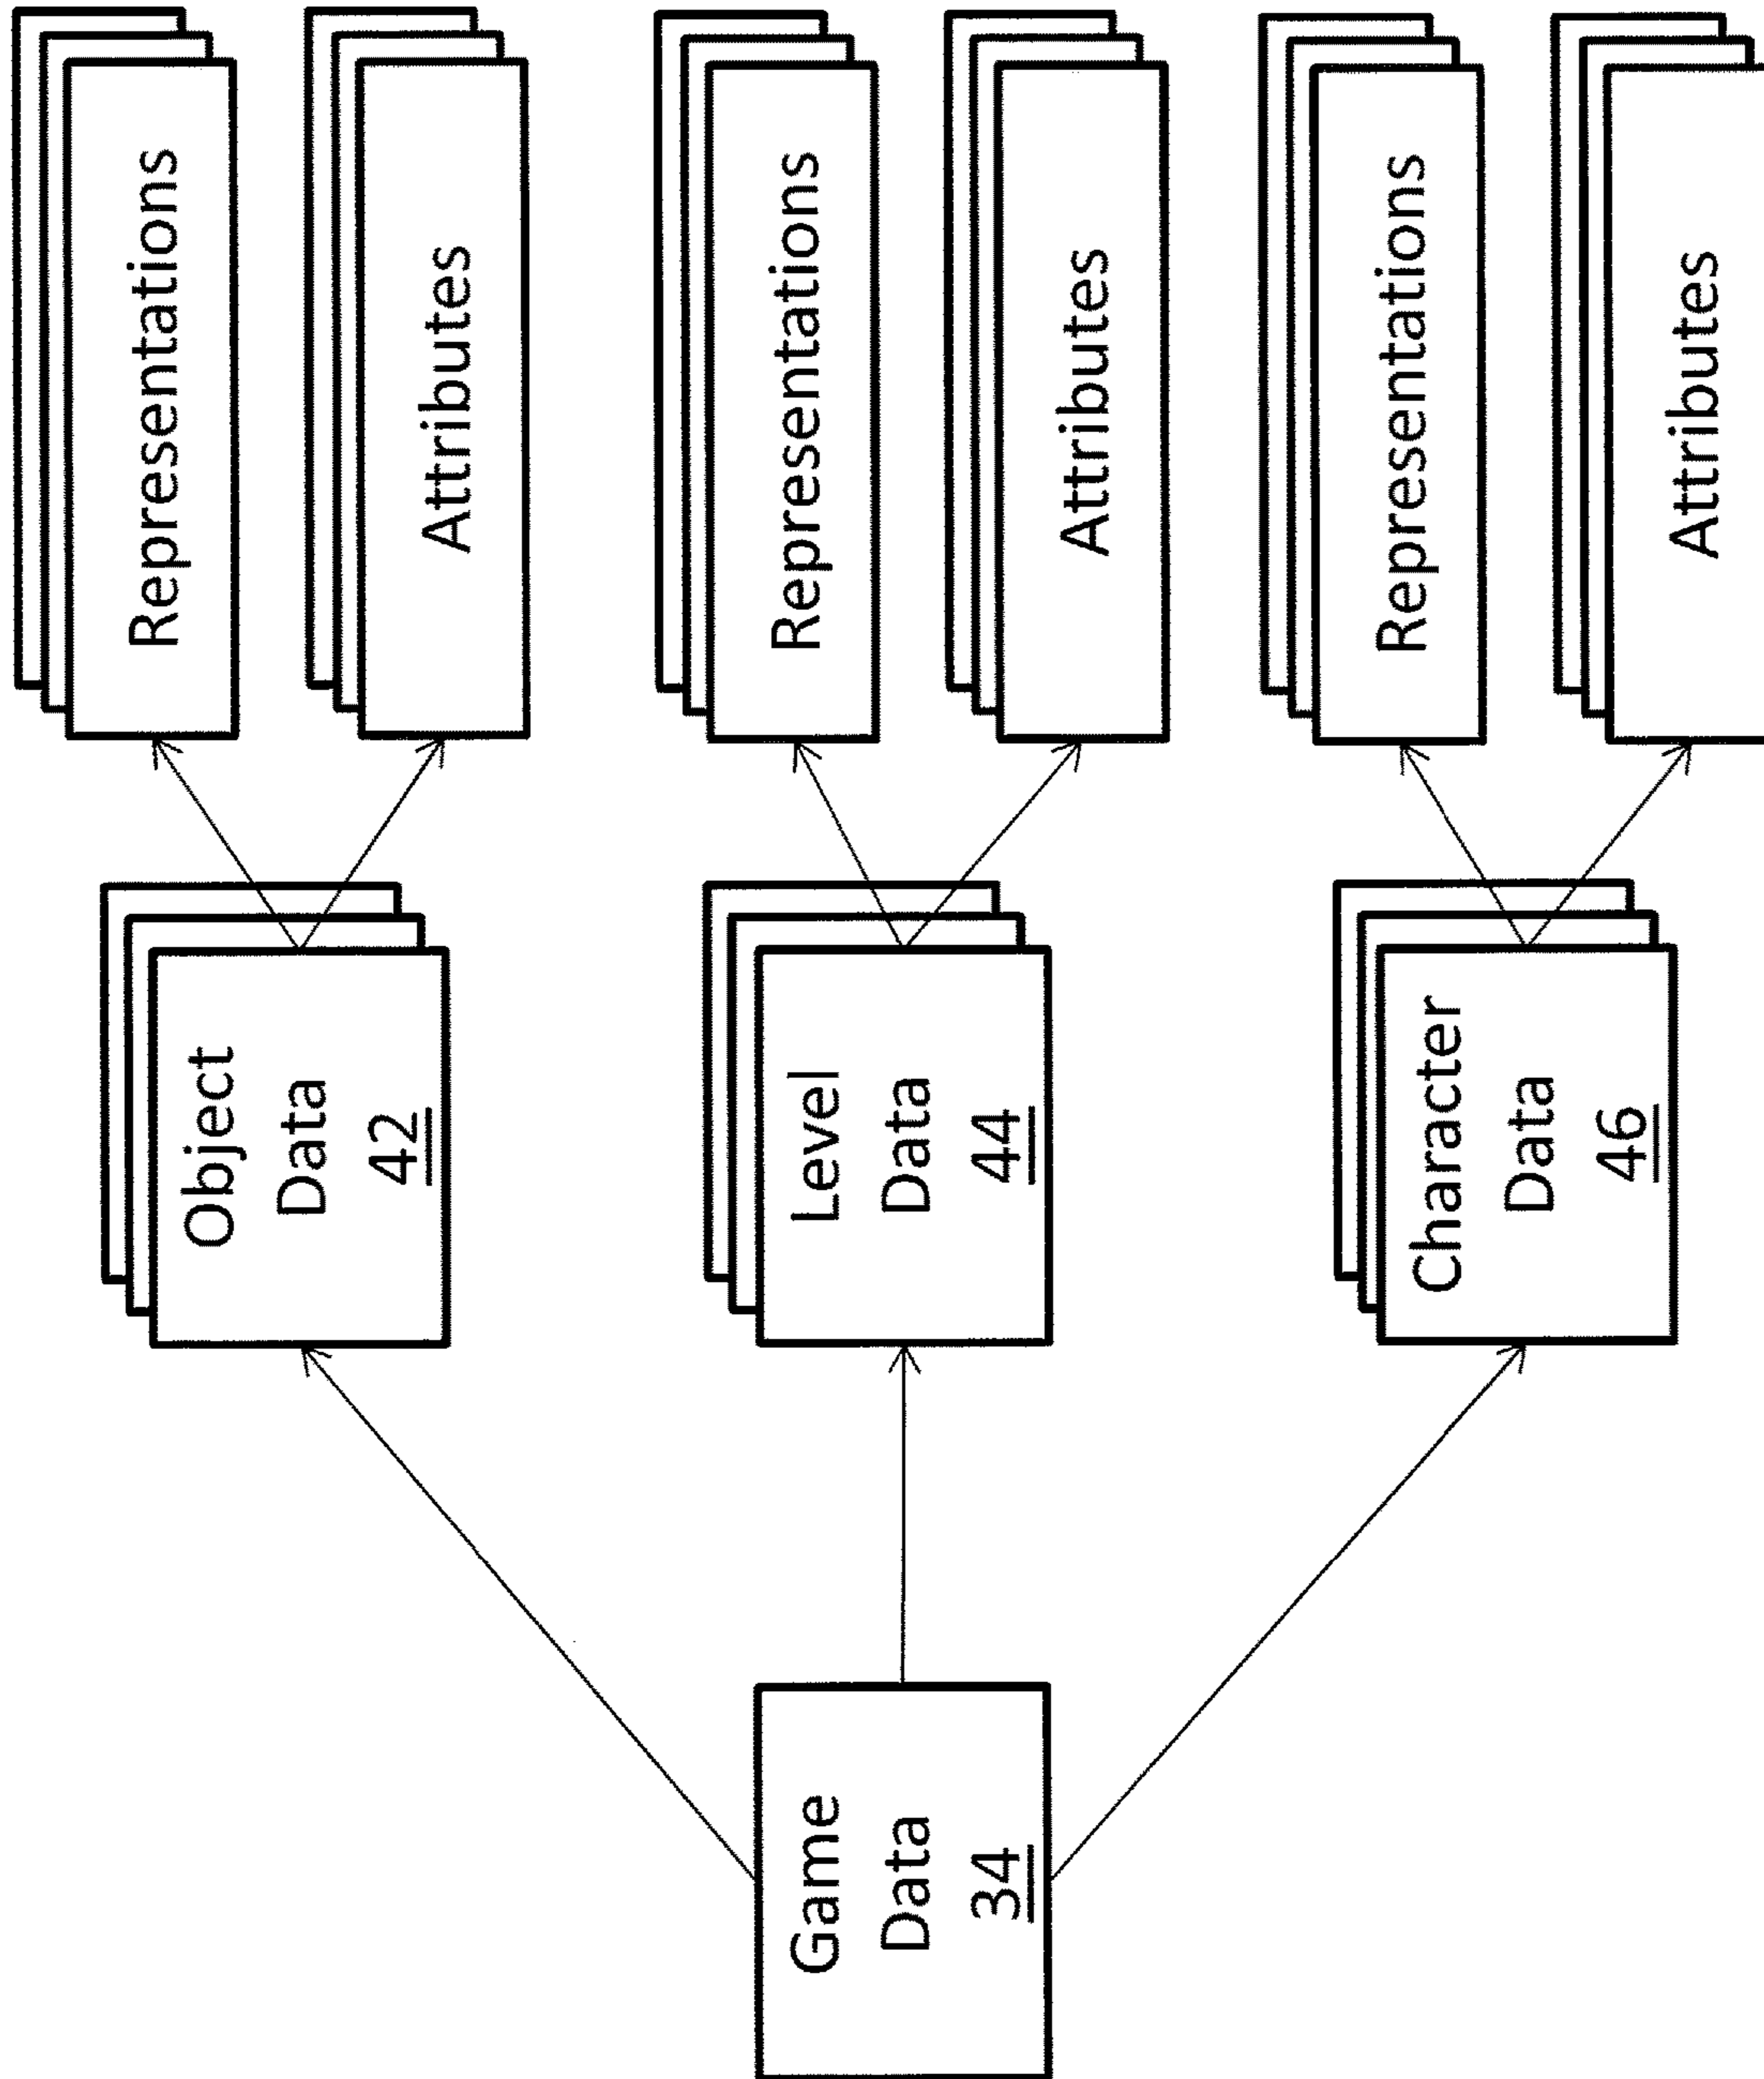 Game
Data
34
Object
Data
42
Level
Data
44
Character
Data
46
Representations
Attributes
Representations
Attributes
Representations
Attributes